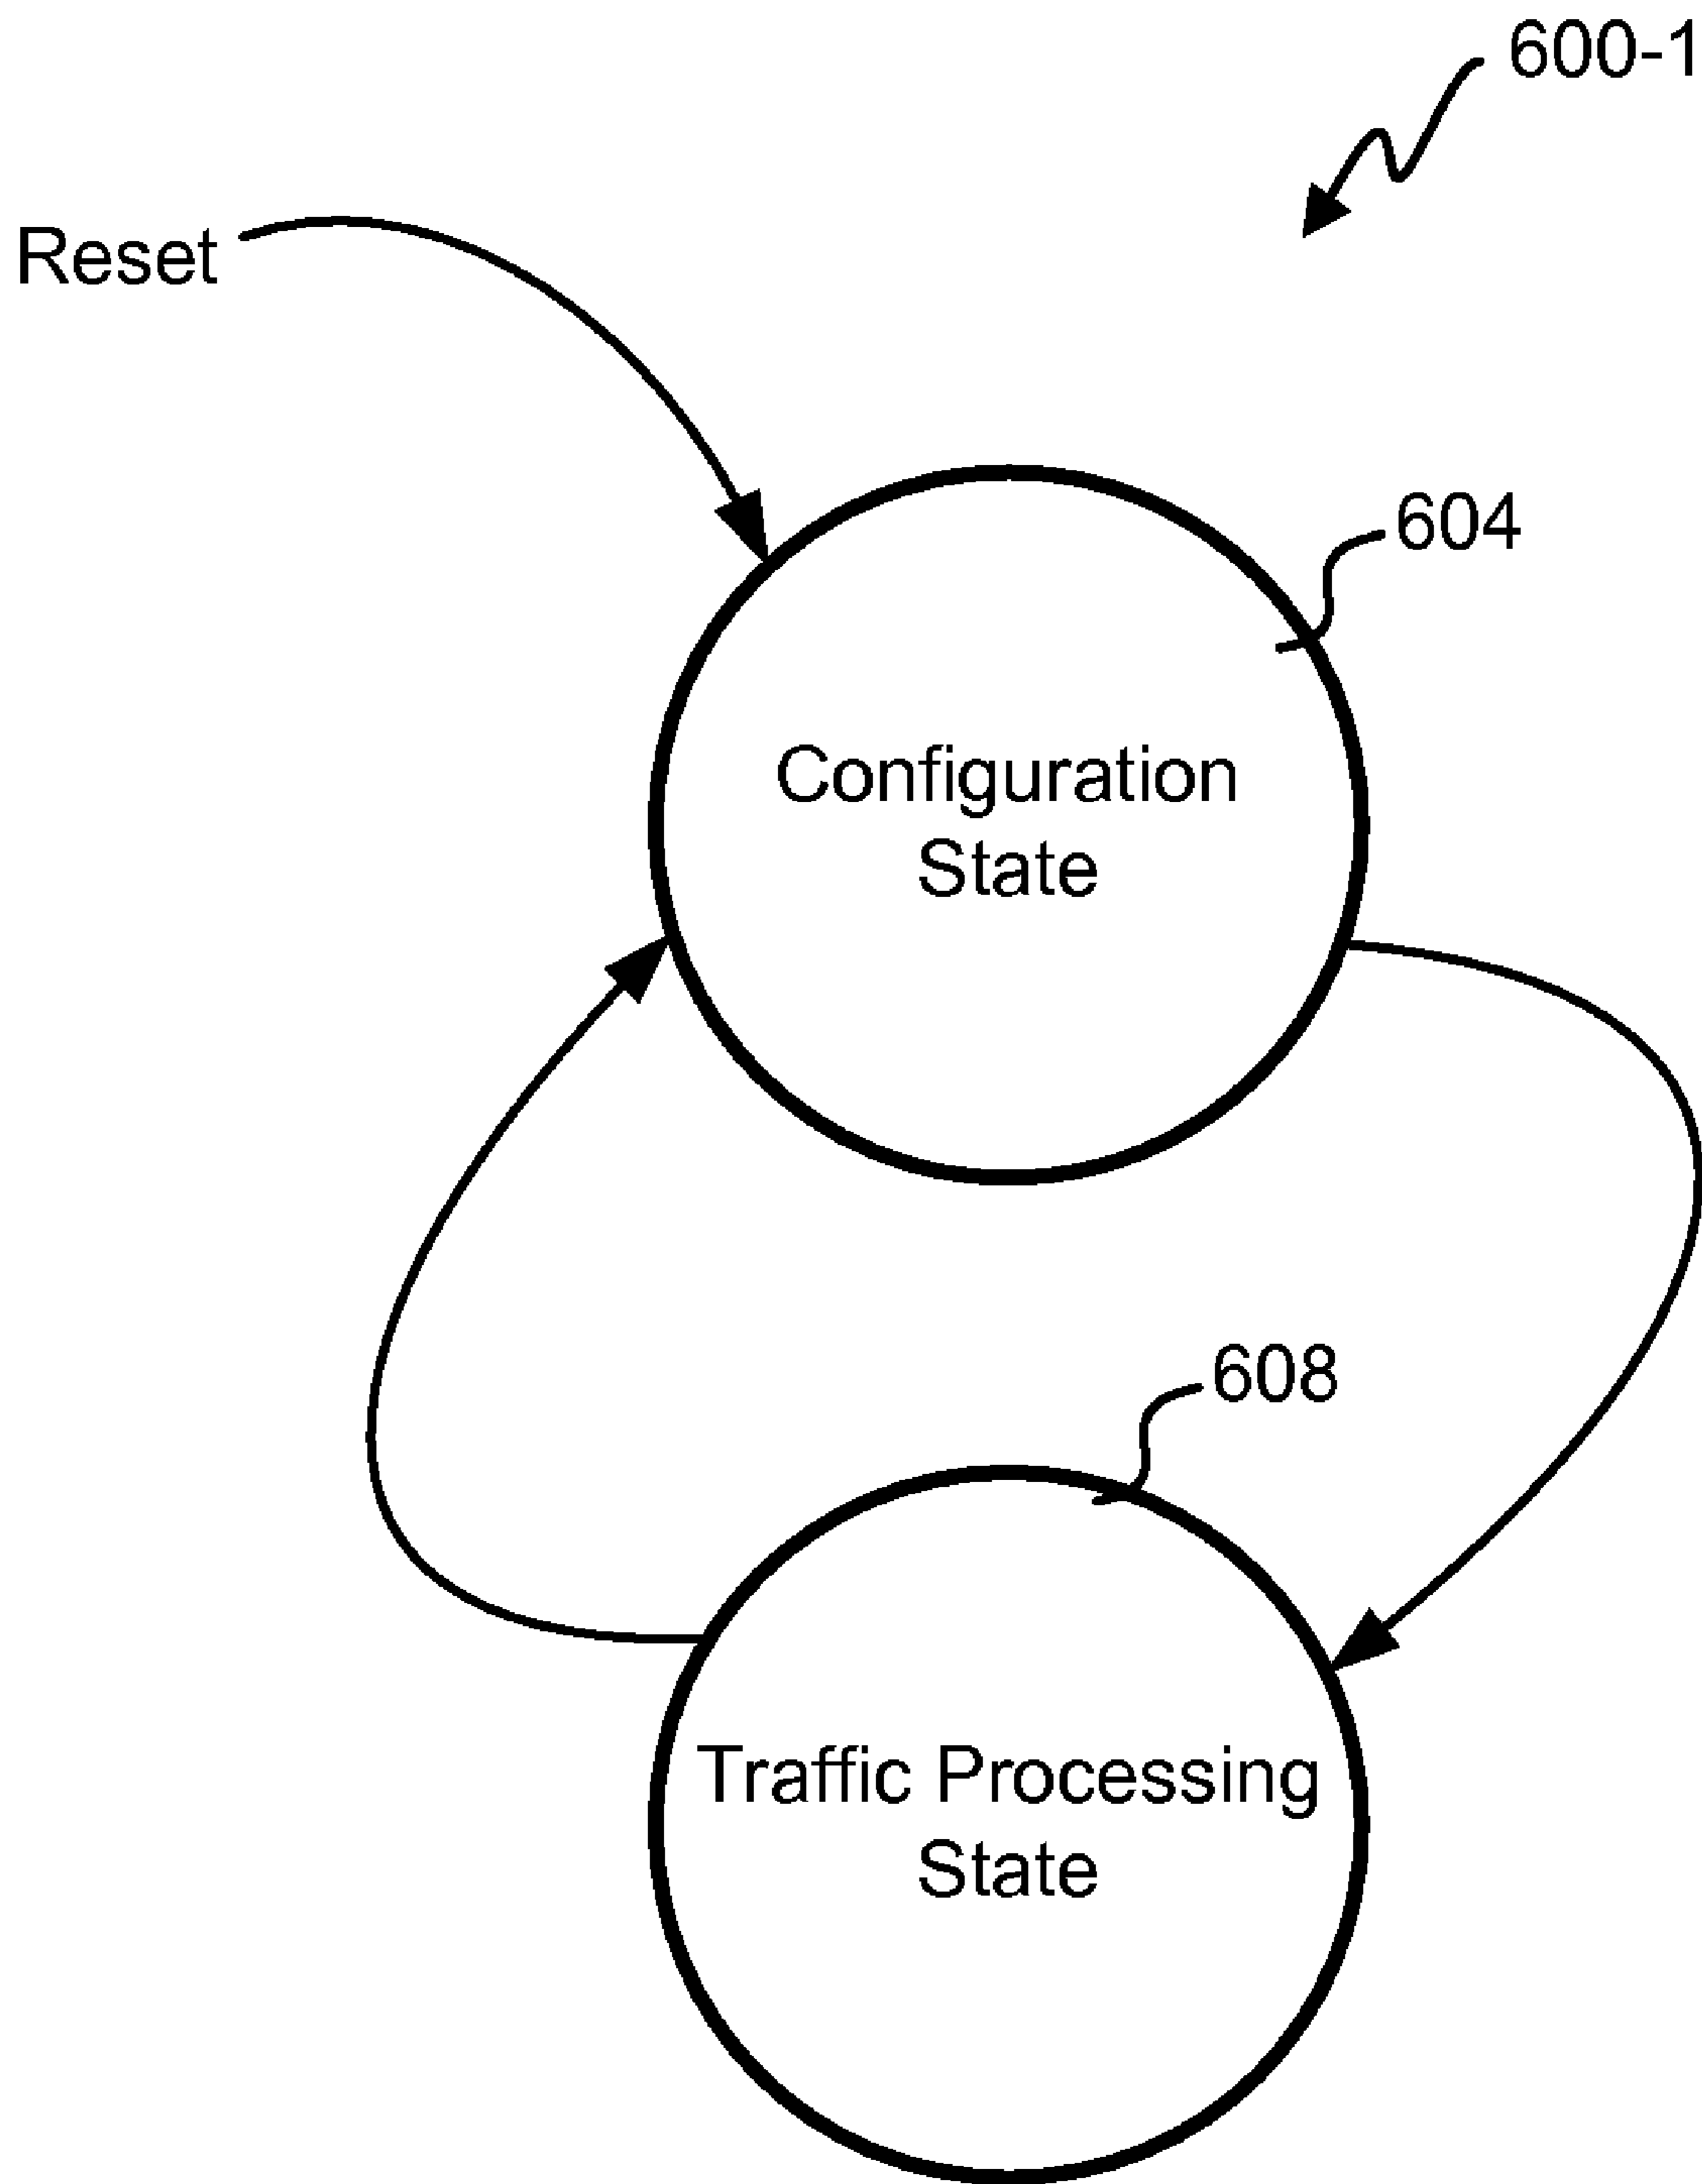 600-1
Reset
604
Configuration
State
608
Traffic Processing
State